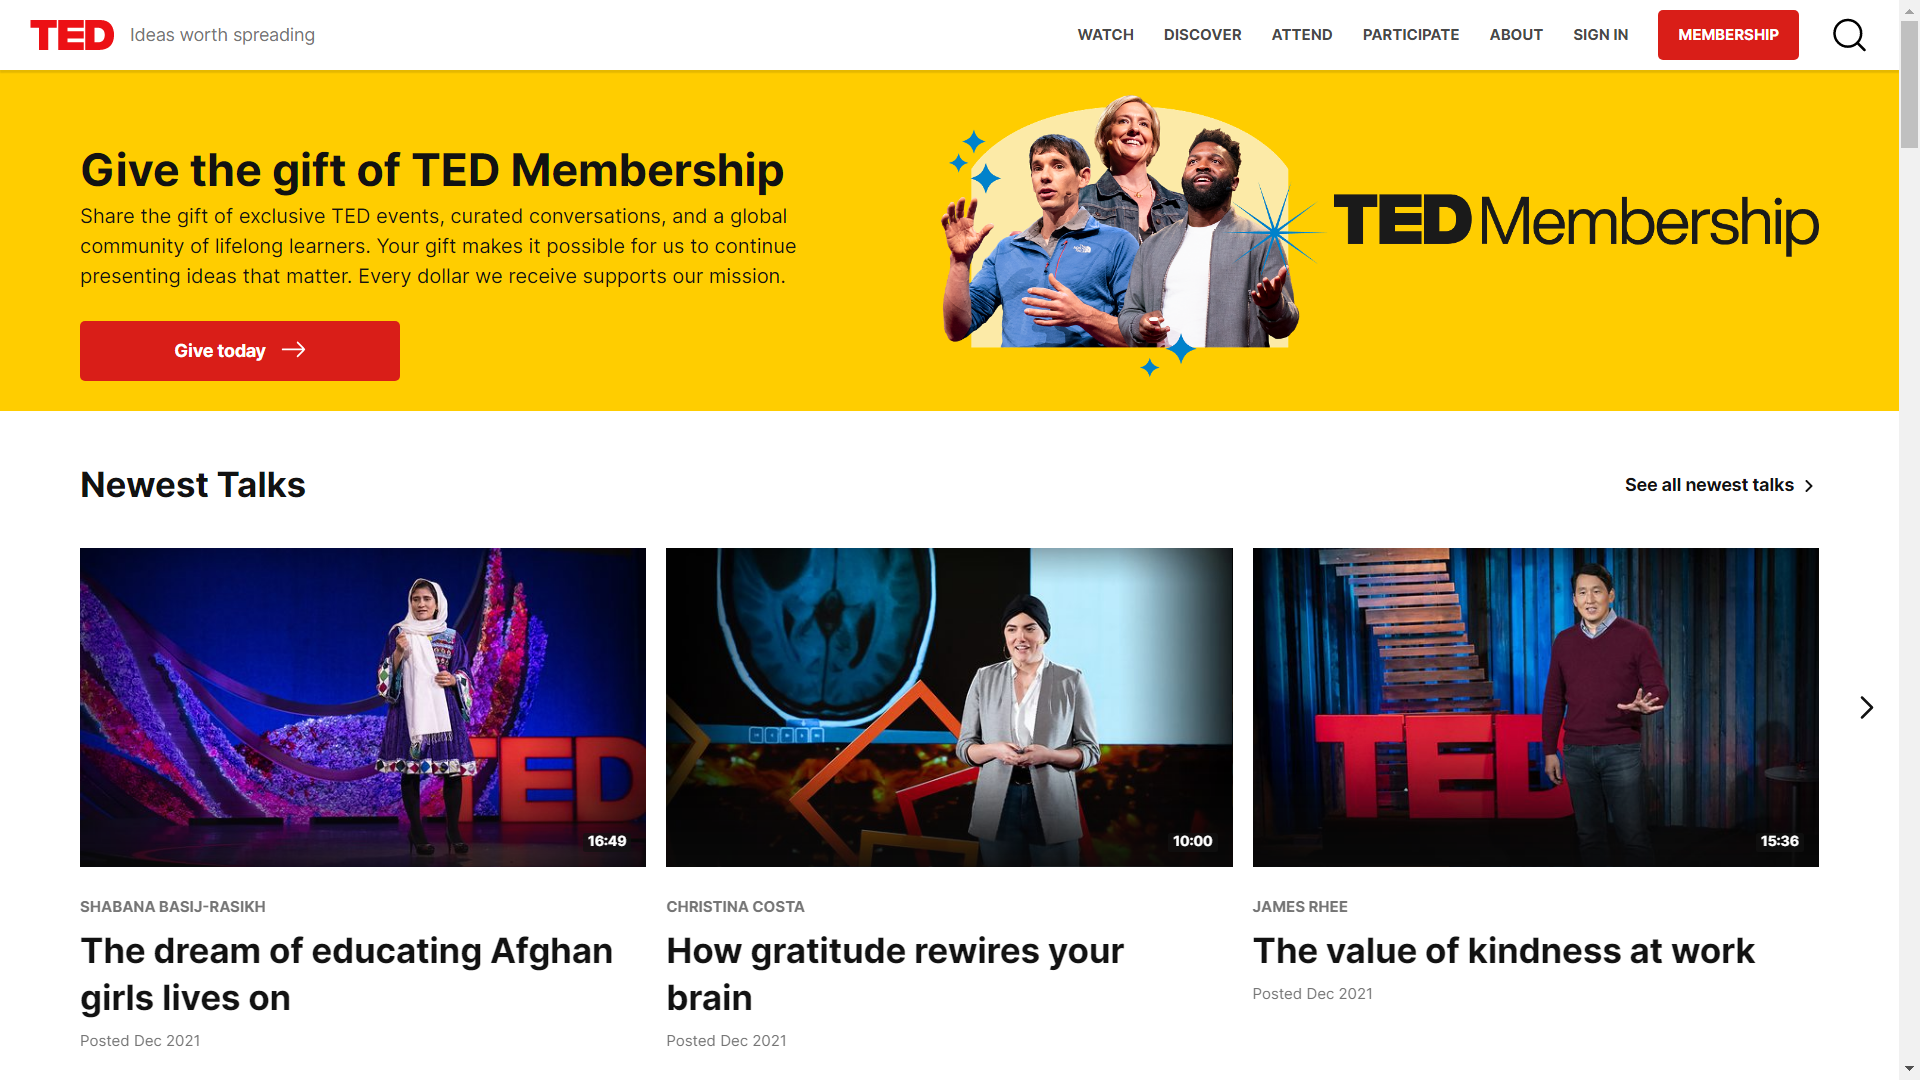 TED Ideas worth spreading
WATCH DISCOVER ATTEND PARTICIPATE ABOUT SIGN IN MEMBERSHIP
Give the gift of TED Membership
Share the gift of exclusive TED events, curated conversations, and a global
community of lifelong learners. Your gift makes it possible for us to continue
presenting ideas that matter. Every dollar we receive supports our mission.
Give today
TED Membership
Newest Talks
See all newest talks
TED
16:49
10:00
TED
15:36
SHABANA BASIJ-RASIKH
The dream of educating Afghan
girls lives on
Posted Dec 2021
CHRISTINA COSTA
How gratitude rewires your
brain
Posted Dec 2021
JAMES RHEE
The value of kindness at work
Posted Dec 2021